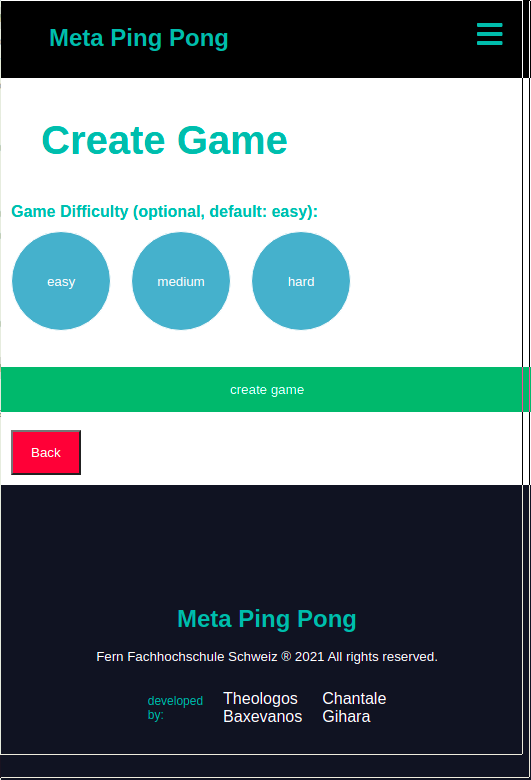 Meta Ping Pong
Create Game
Game Difficulty (optional, default: easy):
easy medium hard
create game
Back
Meta Ping Pong
Fern Fachhochschule Schweiz ® 2021 All rights reserved.
developed by:
Theologos Baxevanos
Chantale Gihara